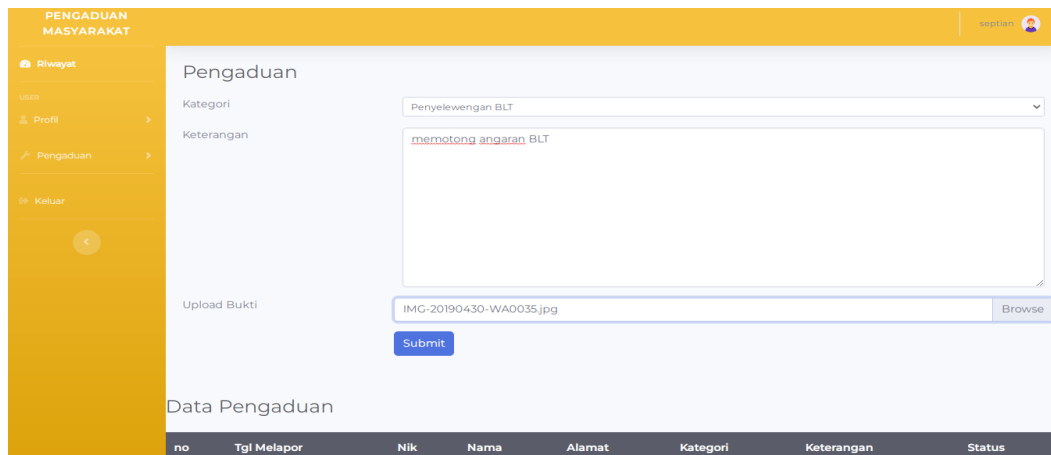 PENGADUAN
MASYARAKAT
septian
Riwayat
USER
Profil
Pengaduan
Keluar
Pengaduan
Kategori
Penyelewengan BLT
Keterangan
memotong angaran BLT
Upload Bukti
IMG-20190430-WA0035.jpg
Browse
Submit
Data Pengaduan
no Tgl Melapor Nik Nama Alamat Kategori Keterangan Status